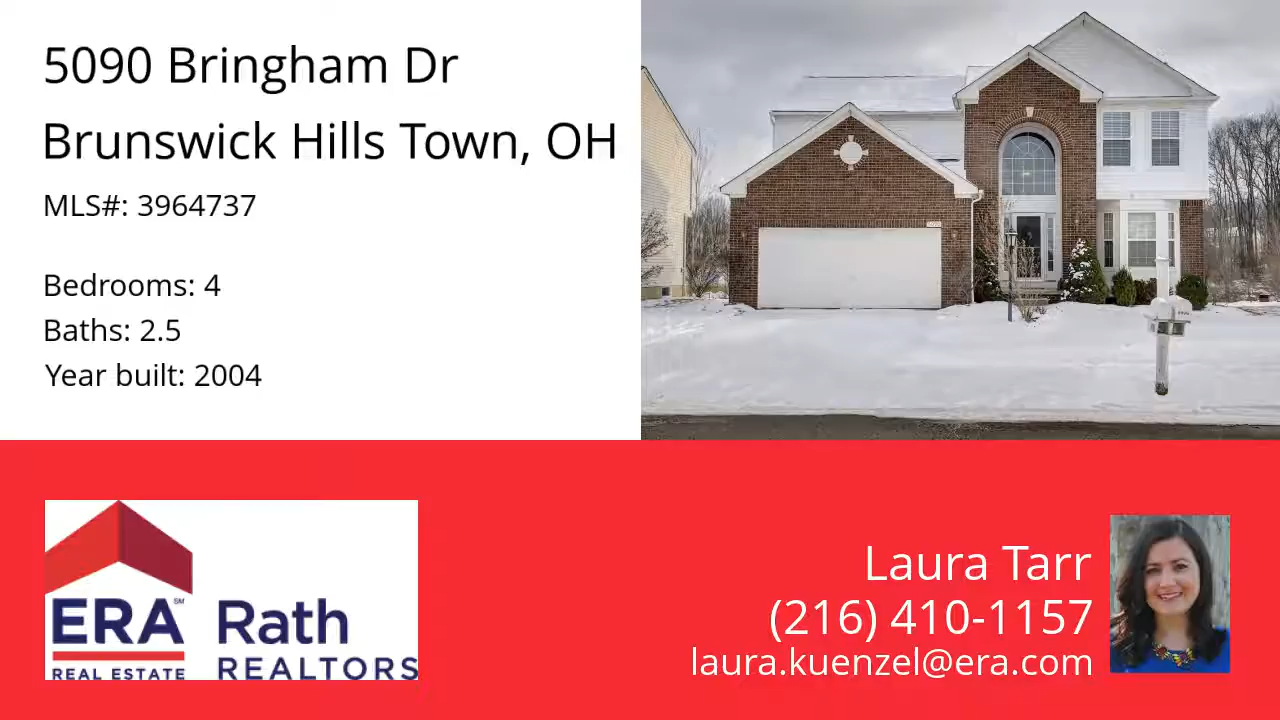 5090 Bringham Dr
Brunswick Hills Town, OH
MLS#: 3964737
Bedrooms: 4
Baths: 2.5
Year built: 2004
ERA℠
REAL ESTATE
Rath
REALTORS
Laura Tarr
(216) 410-1157
laura.kuenzel@era.com